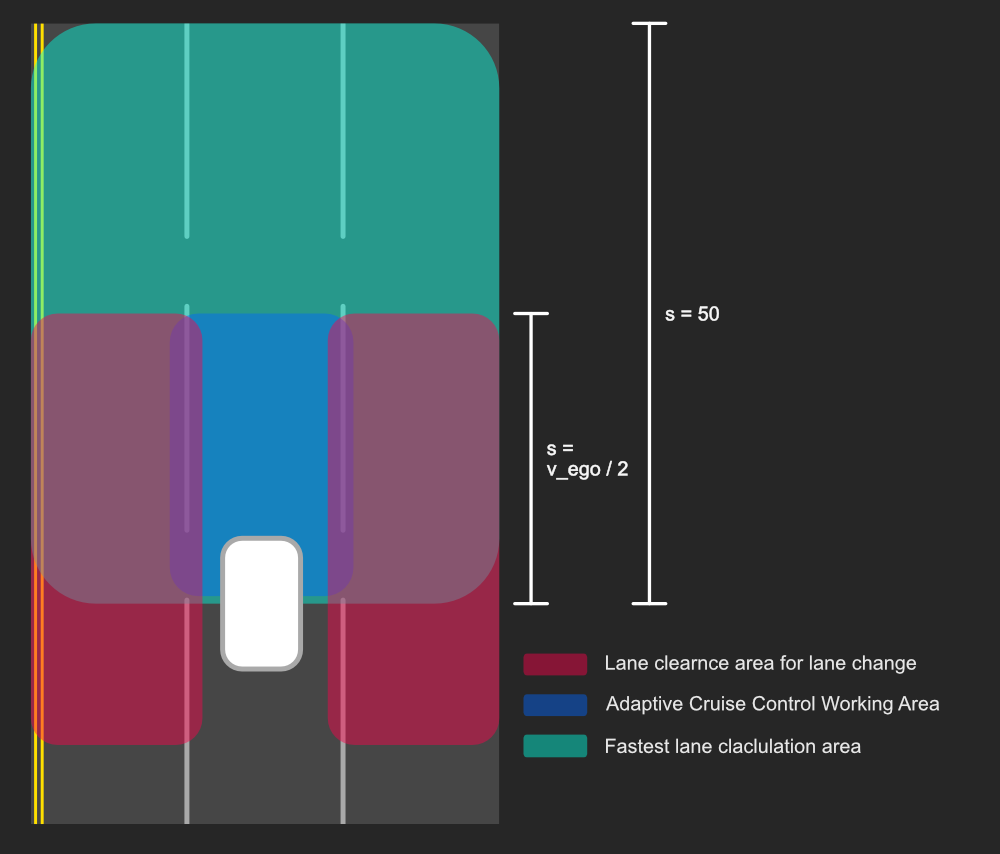 s = 50
s =
v_ego / 2
Lane clearnce area for lane change
Adaptive Cruise Control Working Area
Fastest lane claclulation area